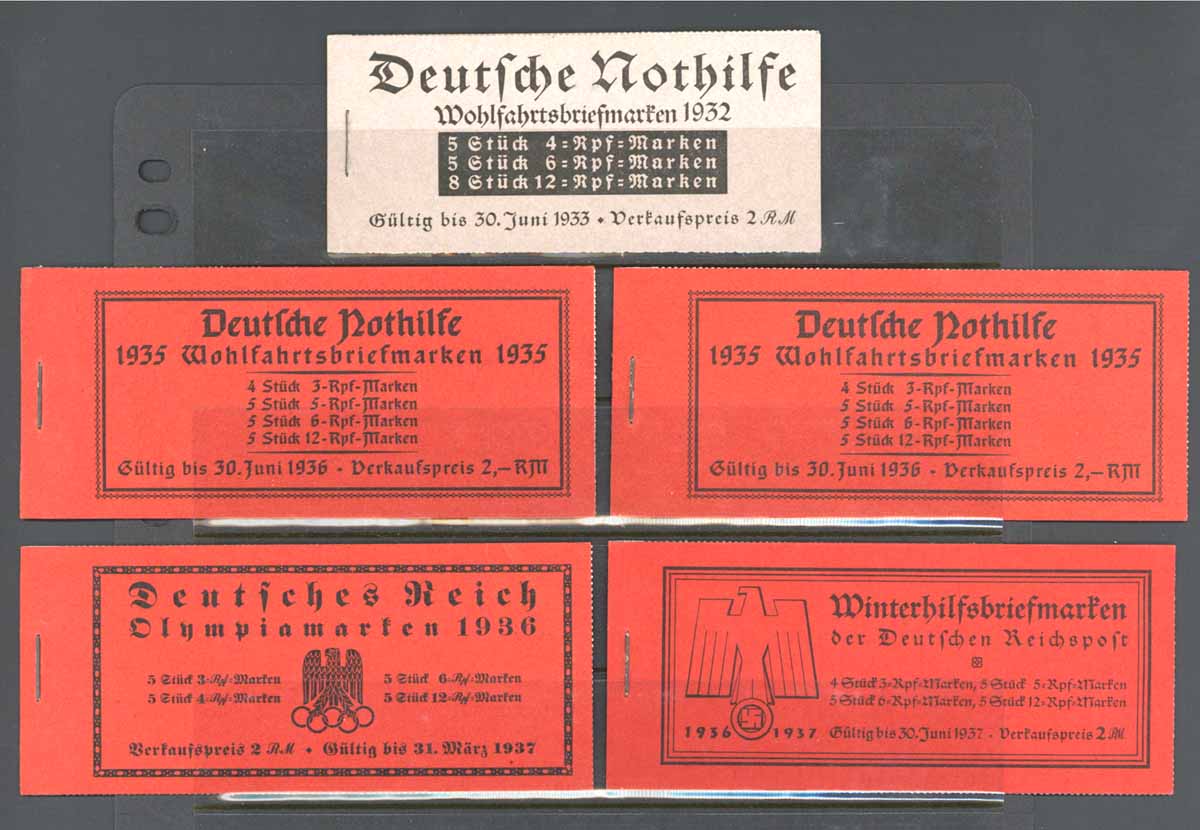 Deutsche Nothilfe
Wohlfahrtsbriefmarken 1932
5 Stück 4=Rpf=Marken
5 Stück 6=Rpf=Marken
8 Stück 12=Rpf=Marken
Gültig bis 30. Juni 1933 • Verkaufspreis 2 RM
Deutsche Nothilfe
1935 Wohlfahrtsbriefmarken 1935
4 Stück 3-Rpf-Marken
5 Stück 5-Rpf-Marken
5 Stück 6-Rpf-Marken
5 Stück 12-Rpf-Marken
Gültig bis 30. Juni 1936 - Verkaufspreis 2,— RM
Deutsche Nothilfe
1935 Wohlfahrtsbriefmarken 1935
4 Stück 3-Rpf-Marken
5 Stück 5-Rpf-Marken
5 Stück 6-Rpf-Marken
5 Stück 12-Rpf-Marken
Gültig bis 30. Juni 1936 - Verkaufspreis 2,— RM
Deutsches Reich
Olympiamarken 1936
5 Stück 3=Rpf=Marken
5 Stück 4=Rpf=Marken
5 Stück 6=Rpf=Marken
5 Stück 12=Rpf=Marken
Verkaufspreis 2 RM • Gültig bis 31. März 1937
Winterhilfsbriefmarken
der Deutschen Reichspost
4 Stück 3=Rpf=Marken, 5 Stück 5=Rpf=Marken
5 Stück 6=Rpf=Marken, 5 Stück 12=Rpf=Marken
1936 1937 Gültig bis 30. Juni 1937 - Verkaufspreis 2 RM